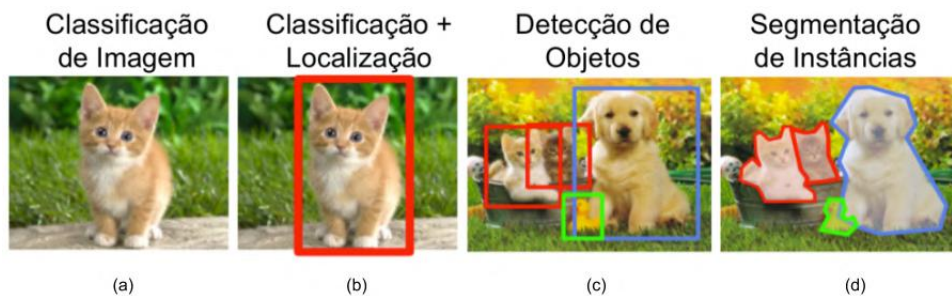 Classificação
de Imagem
Classificação +
Localização
Detecção de
Objetos
Segmentação
de Instâncias
(a)
(b)
(c)
(d)